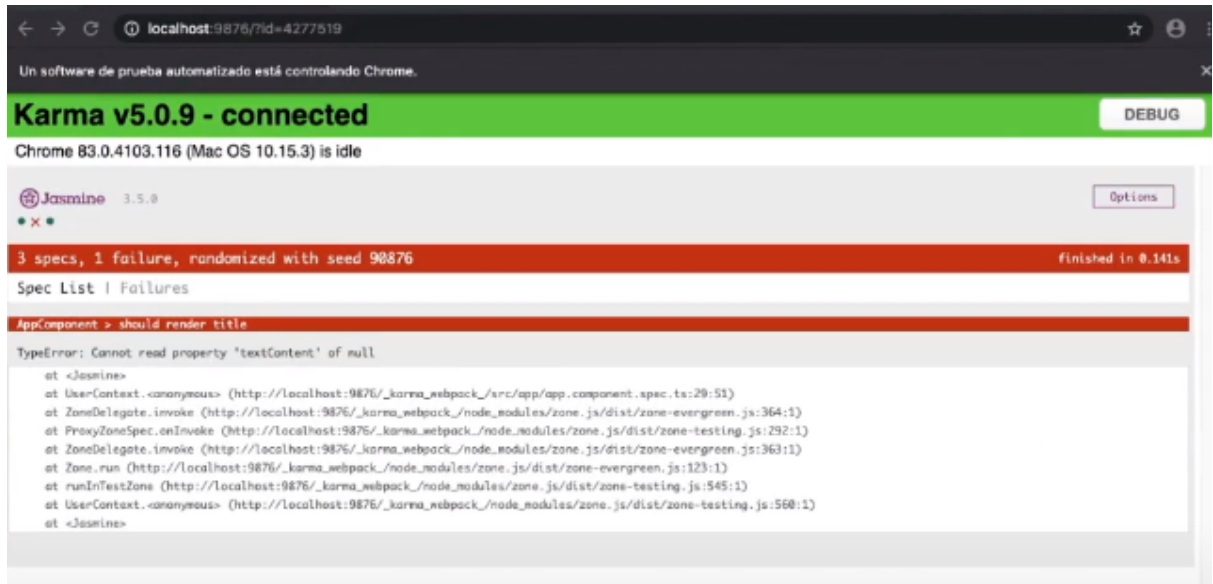 localhost:9876/?id=4277519
Un software de prueba automatizado está controlando Chrome.
Karma v5.0.9 - connected
DEBUG
Chrome 83.0.4103.116 (Mac OS 10.15.3) is idle
Jasmine 3.5.0
Options
3 specs, 1 failure, randomized with seed 90876
finished in 0.141s
Spec List | Failures
AppComponent > should render title
TypeError: Cannot read property 'textContent' of null
at <Jasmine>
at UserContext.<anonymous> (http://localhost:9876/_karma_webpack_/src/app/app.component.spec.ts:29:51)
at ZoneDelegate.invoke (http://localhost:9876/_karma_webpack_/node_modules/zone.js/dist/zone-evergreen.js:364:1)
at ProxyZoneSpec.onInvoke (http://localhost:9876/_karma_webpack_/node_modules/zone.js/dist/zone-testing.js:292:1)
at ZoneDelegate.invoke (http://localhost:9876/_karma_webpack_/node_modules/zone.js/dist/zone-evergreen.js:363:1)
at Zone.run (http://localhost:9876/_karma_webpack_/node_modules/zone.js/dist/zone-evergreen.js:123:1)
at runInTestZone (http://localhost:9876/_karma_webpack_/node_modules/zone.js/dist/zone-testing.js:545:1)
at UserContext.<anonymous> (http://localhost:9876/_karma_webpack_/node_modules/zone.js/dist/zone-testing.js:560:1)
at <Jasmine>